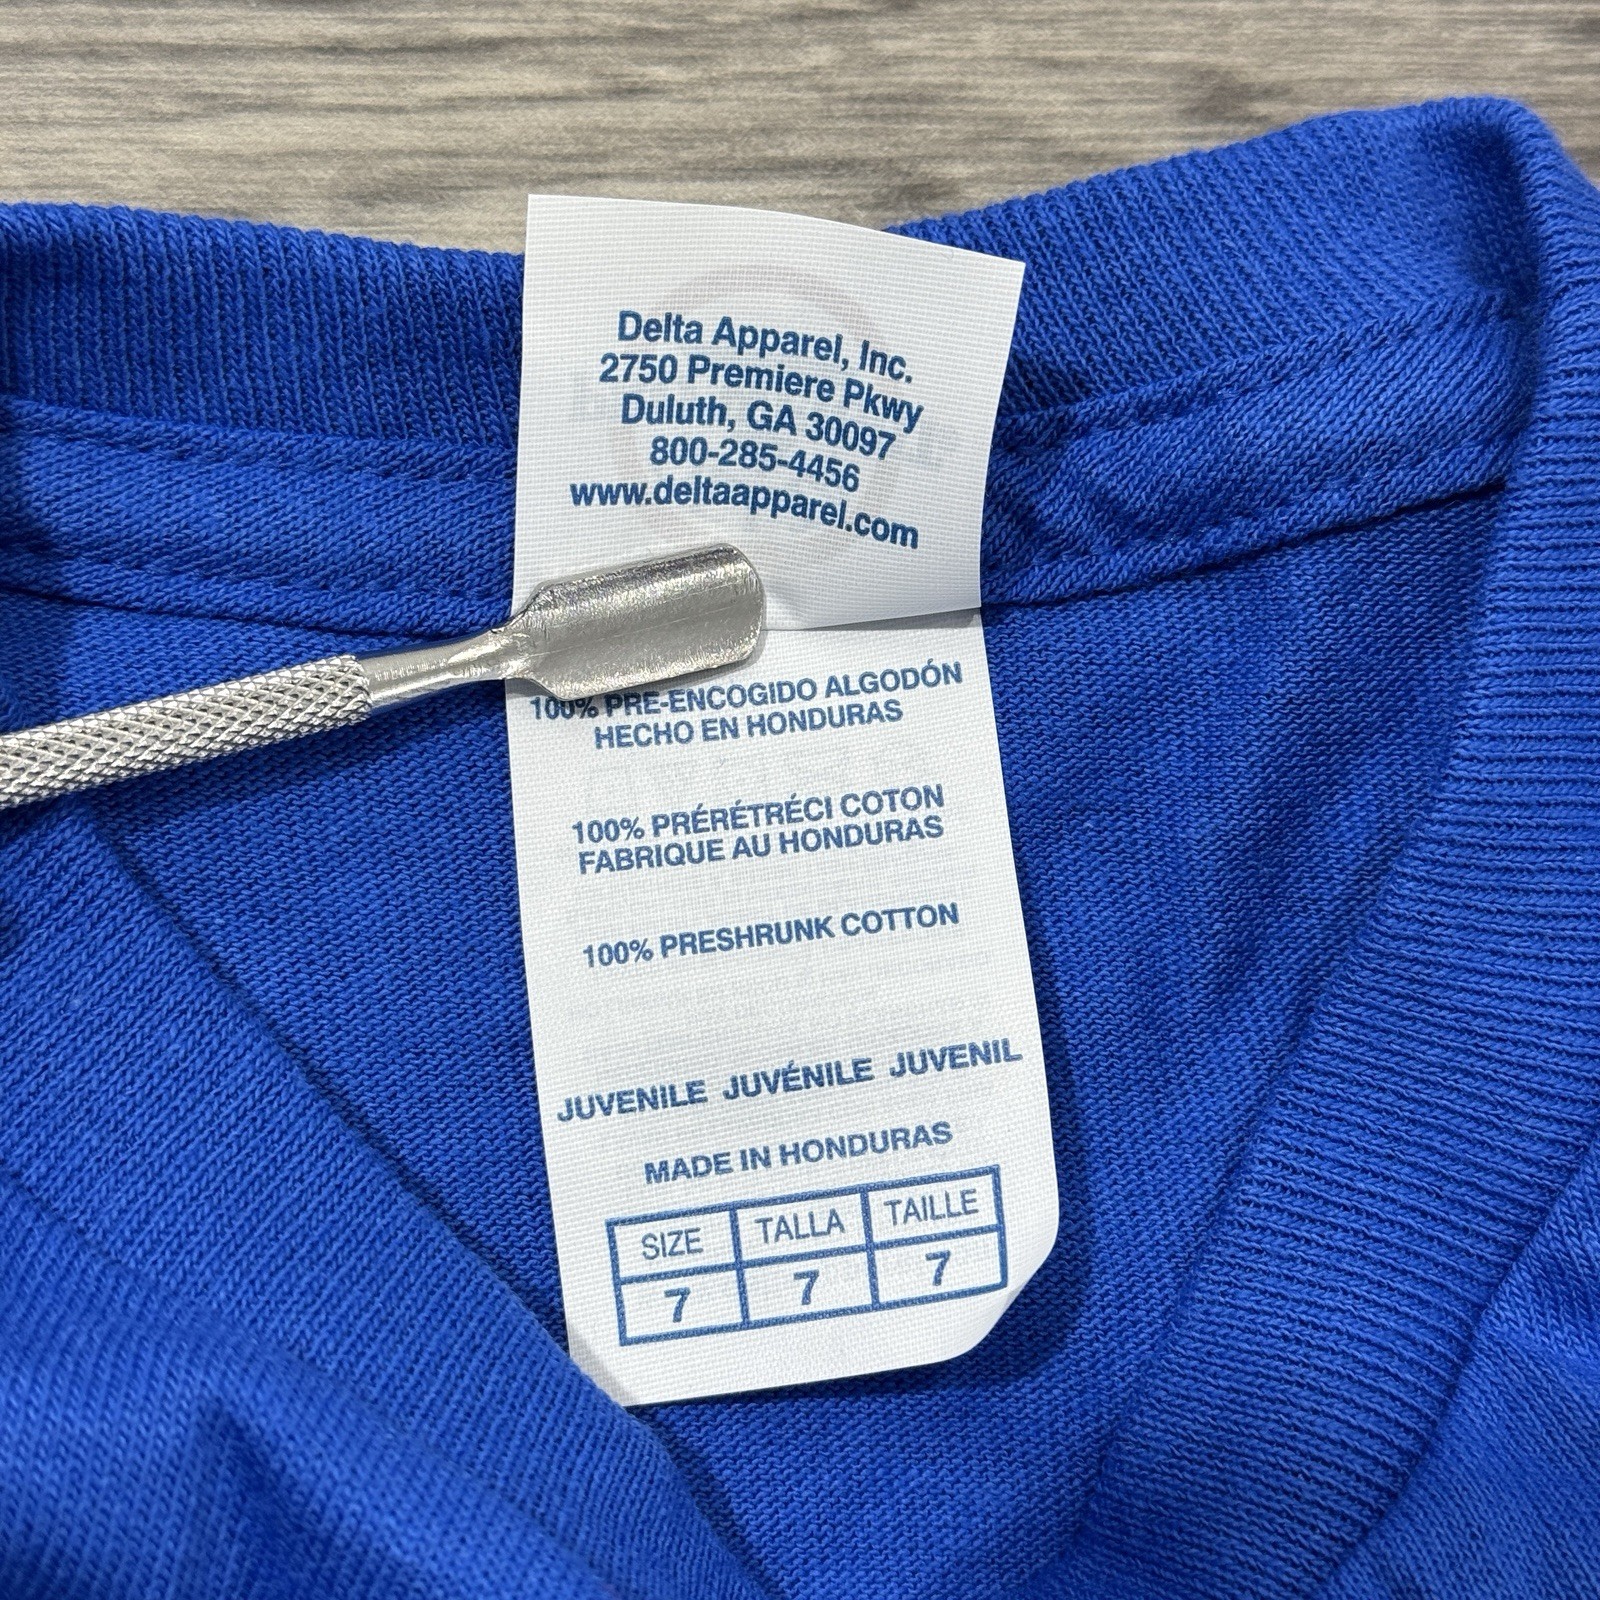 Delta Apparel, Inc.
2750 Premiere Pkwy
Duluth, GA 30097
800-285-4456
www.deltaapparel.com
100% PRE-ENCOGIDO ALGODÓN
HECHO EN HONDURAS
100% PRÉRÉTRÉCI COTON
FABRIQUE AU HONDURAS
100% PRESHRUNK COTTON
JUVENILE JUVÉNILE JUVENIL
MADE IN HONDURAS
SIZE TALLA TAILLE
7 7 7